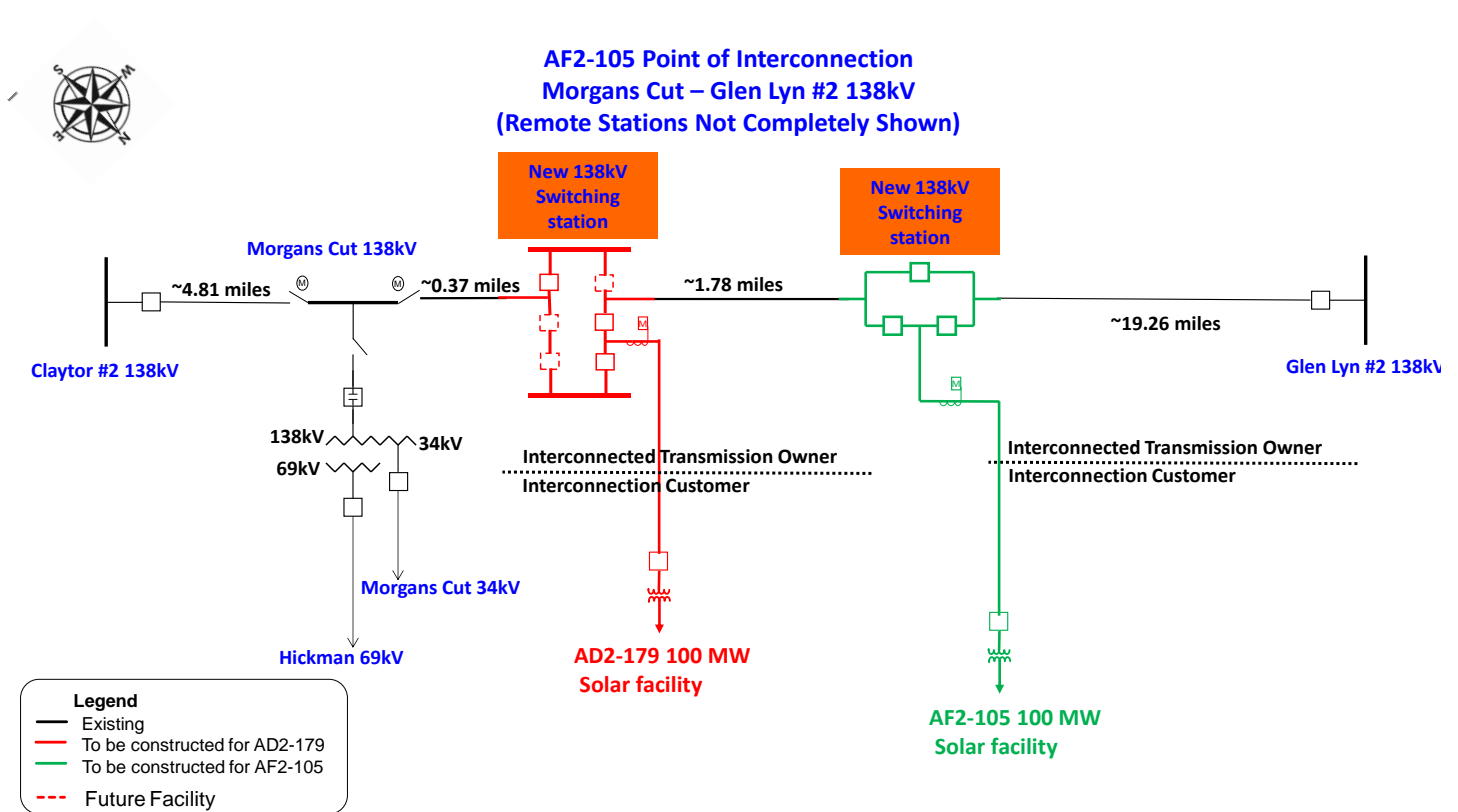 AF2-105 Point of Interconnection
Morgans Cut – Glen Lyn #2 138kV
(Remote Stations Not Completely Shown)
S
W
E
N
New 138kV
Switching
station
New 138kV
Switching
station
Morgans Cut 138kV
M
M
~4.81 miles
~0.37 miles
~1.78 miles
~19.26 miles
M
M
Claytor #2 138kV
Glen Lyn #2 138kV
138kV
34kV
69kV
Interconnected Transmission Owner
Interconnection Customer
Interconnected Transmission Owner
Interconnection Customer
Morgans Cut 34kV
Hickman 69kV
AD2-179 100 MW
Solar facility
AF2-105 100 MW
Solar facility
Legend
Existing
To be constructed for AD2-179
To be constructed for AF2-105
Future Facility